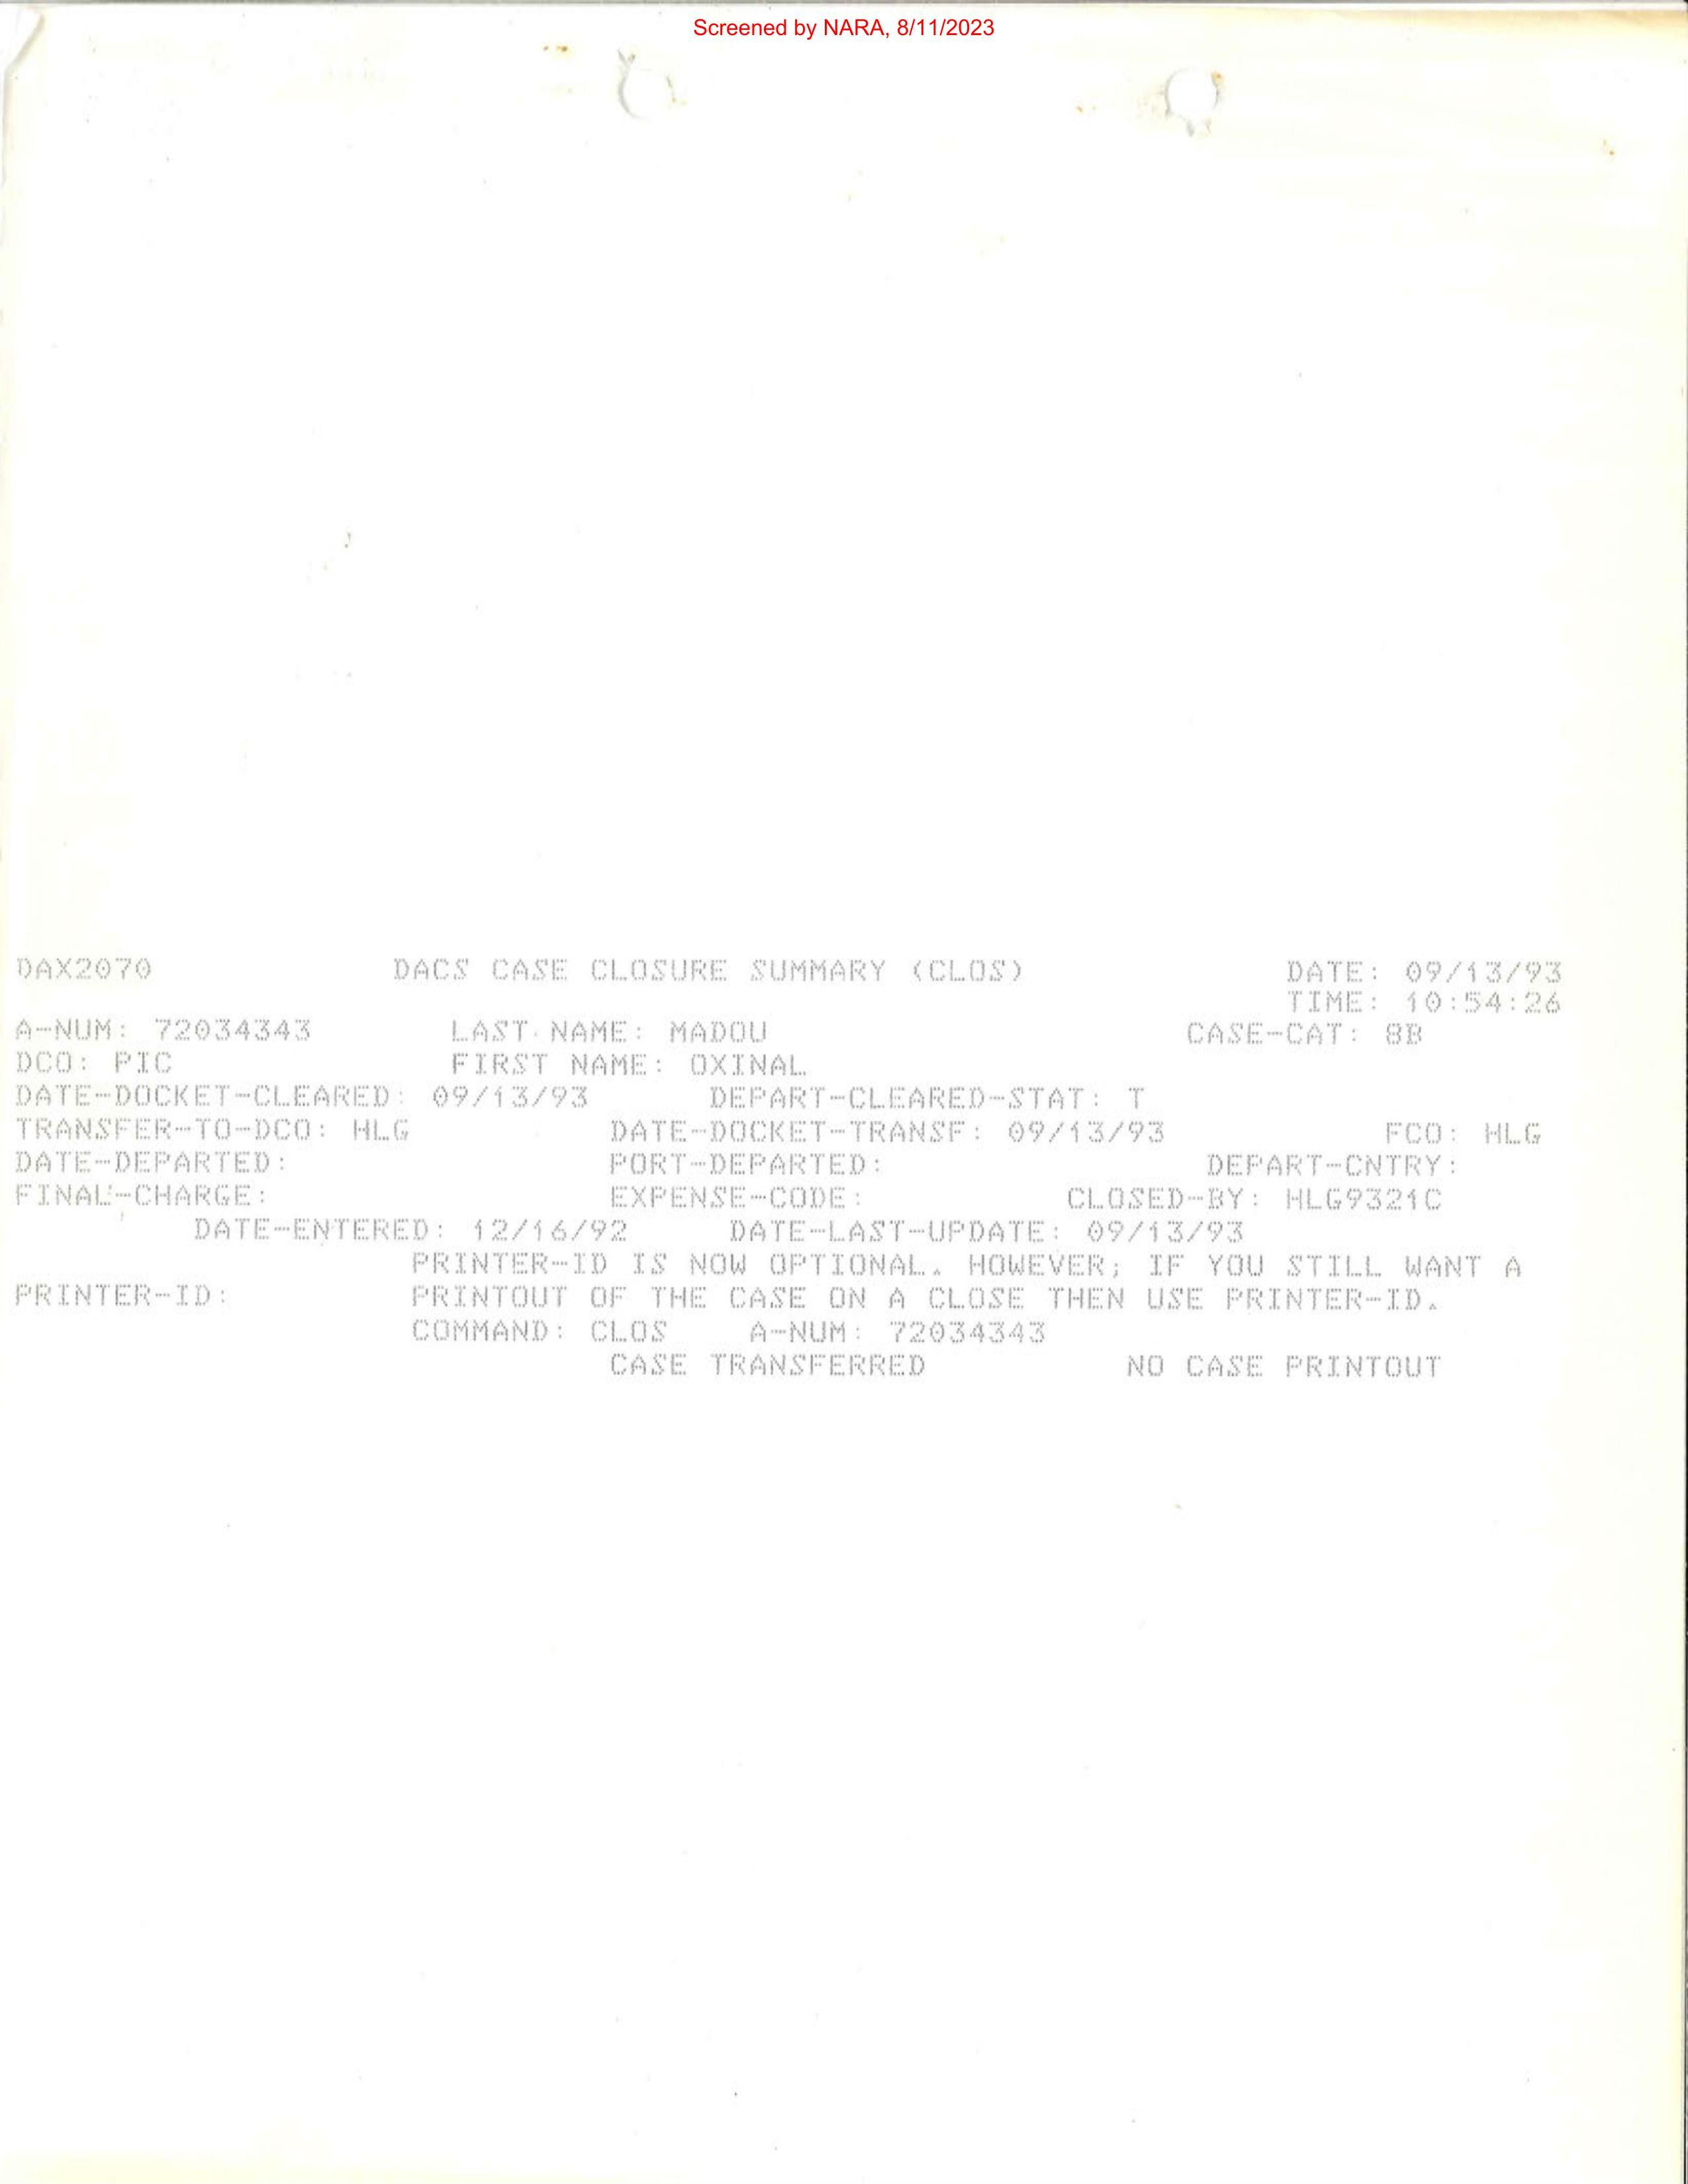 Screened by NARA, 8/11/2023
DAX2070 DACS CASE CLOSURE SUMMARY (CLOS) DATE: 09/13/93
TIME: 10:54:26
A-NUM: 72034343 LAST NAME: MADOU CASE-CAT: 8B
DCO: PIC FIRST NAME: OXINAL
DATE-DOCKET-CLEARED: 09/13/93 DEPART-CLEARED-STAT: T
TRANSFER-TO-DCO: HLG DATE-DOCKET-TRANSF: 09/13/93 FCO: HLG
DATE-DEPARTED: PORT-DEPARTED: DEPART-CNTRY:
FINAL-CHARGE: EXPENSE-CODE: CLOSED-BY: HLG9321C
DATE-ENTERED: 12/16/92 DATE-LAST-UPDATE: 09/13/93
PRINTER-ID IS NOW OPTIONAL. HOWEVER; IF YOU STILL WANT A
PRINTER-ID: PRINTOUT OF THE CASE ON A CLOSE THEN USE PRINTER-ID.
COMMAND: CLOS A-NUM: 72034343
CASE TRANSFERRED NO CASE PRINTOUT